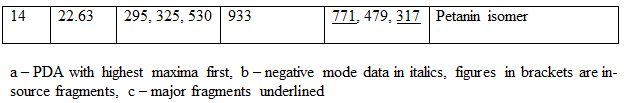 14 22.63 295, 325, 530 933 771, 479, 317 Petanin isomer
a – PDA with highest maxima first, b – negative mode data in italics, figures in brackets are in-
source fragments, c – major fragments underlined